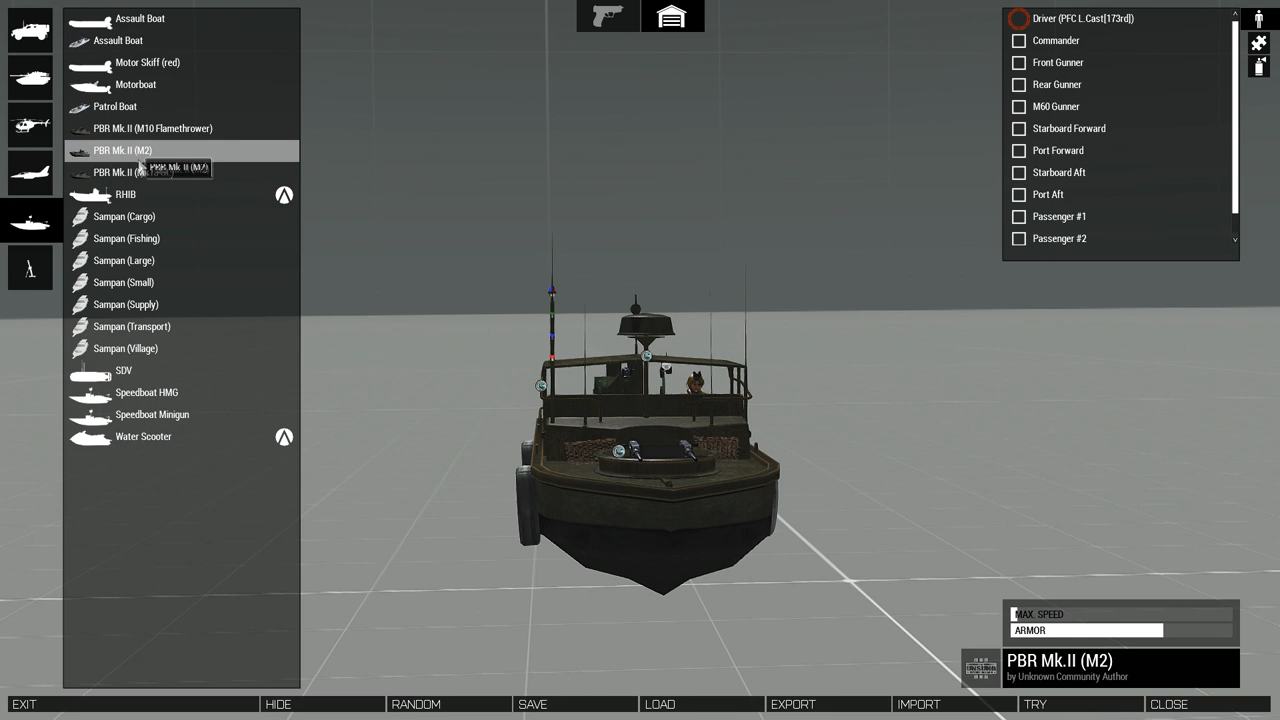 Assault Boat
Assault Boat
Motor Skiff (red)
Motorboat
Patrol Boat
PBR Mk.II (M10 Flamethrower)
PBR Mk.II (M2)
PBR Mk.II (M2)
PBR Mk.II
RHIB
Sampan (Cargo)
Sampan (Fishing)
Sampan (Large)
Sampan (Small)
Sampan (Supply)
Sampan (Transport)
Sampan (Village)
SDV
Speedboat HMG
Speedboat Minigun
Water Scooter
Driver (PFC L.Cast[173rd])
Commander
Front Gunner
Rear Gunner
M60 Gunner
Starboard Forward
Port Forward
Starboard Aft
Port Aft
Passenger #1
Passenger #2
MAX. SPEED
ARMOR
PBR Mk.II (M2)
by Unknown Community Author
EXIT
HIDE
RANDOM
SAVE
LOAD
EXPORT
IMPORT
TRY
CLOSE